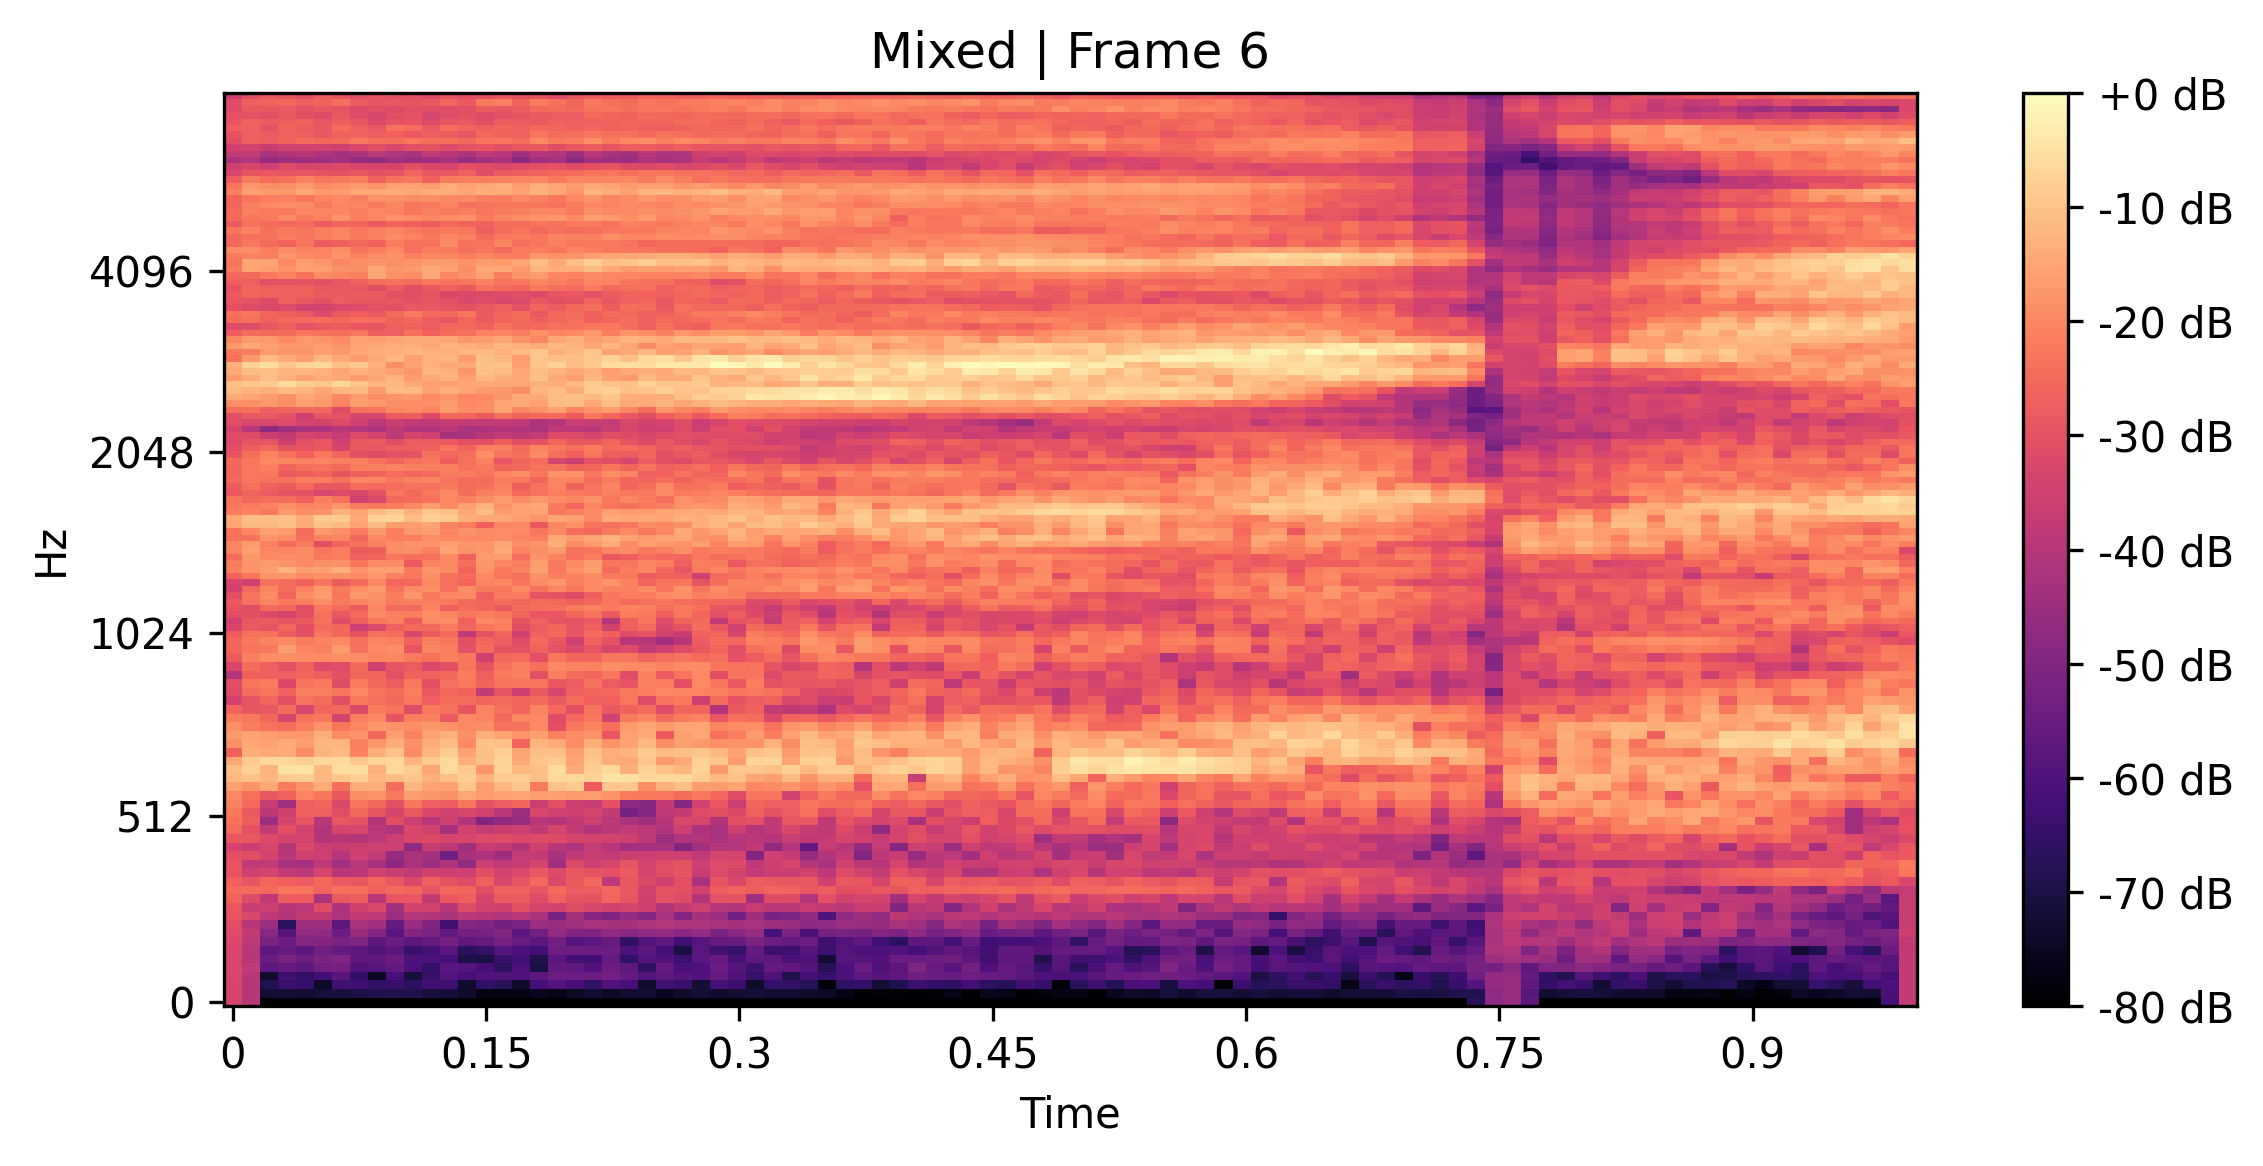 Mixed | Frame 6
Hz
4096
2048
1024
512
0
0 0.15 0.3 0.45 0.6 0.75 0.9
Time
+0 dB
-10 dB
-20 dB
-30 dB
-40 dB
-50 dB
-60 dB
-70 dB
-80 dB